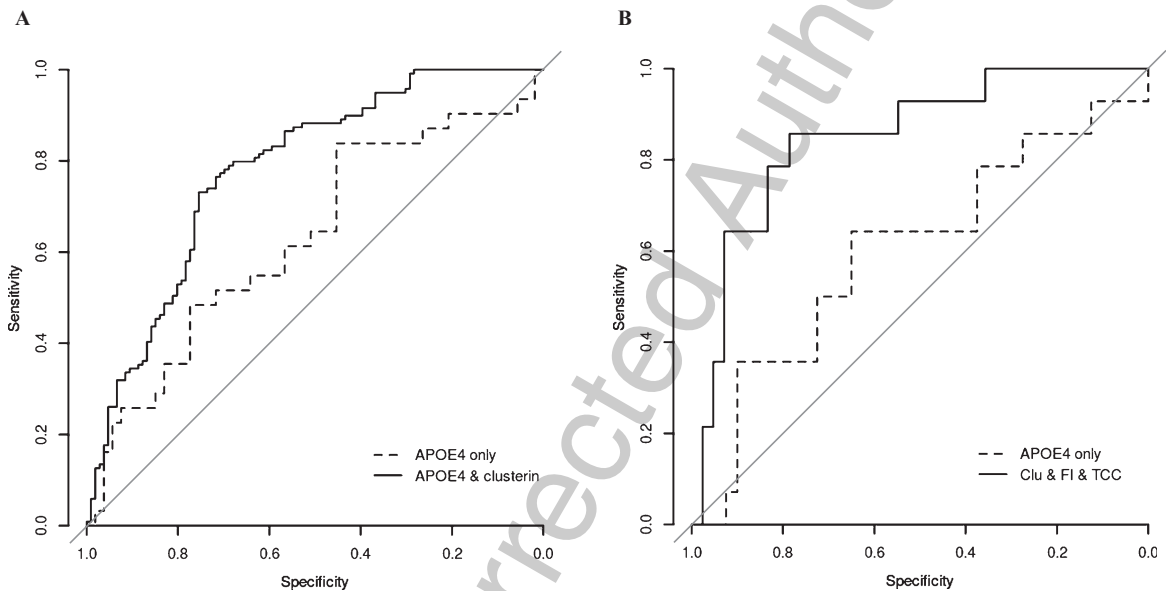 A
B
1.0
0.8
0.6
0.4
0.2
0.0
Sensitivity
APOE4 only
APOE4 & clusterin
1.0 0.8 0.6 0.4 0.2 0.0
Specificity
1.0
0.8
0.6
0.4
0.2
0.0
Sensitivity
APOE4 only
Clu & FI & TCC
1.0 0.8 0.6 0.4 0.2 0.0
Specificity
rrected Autho